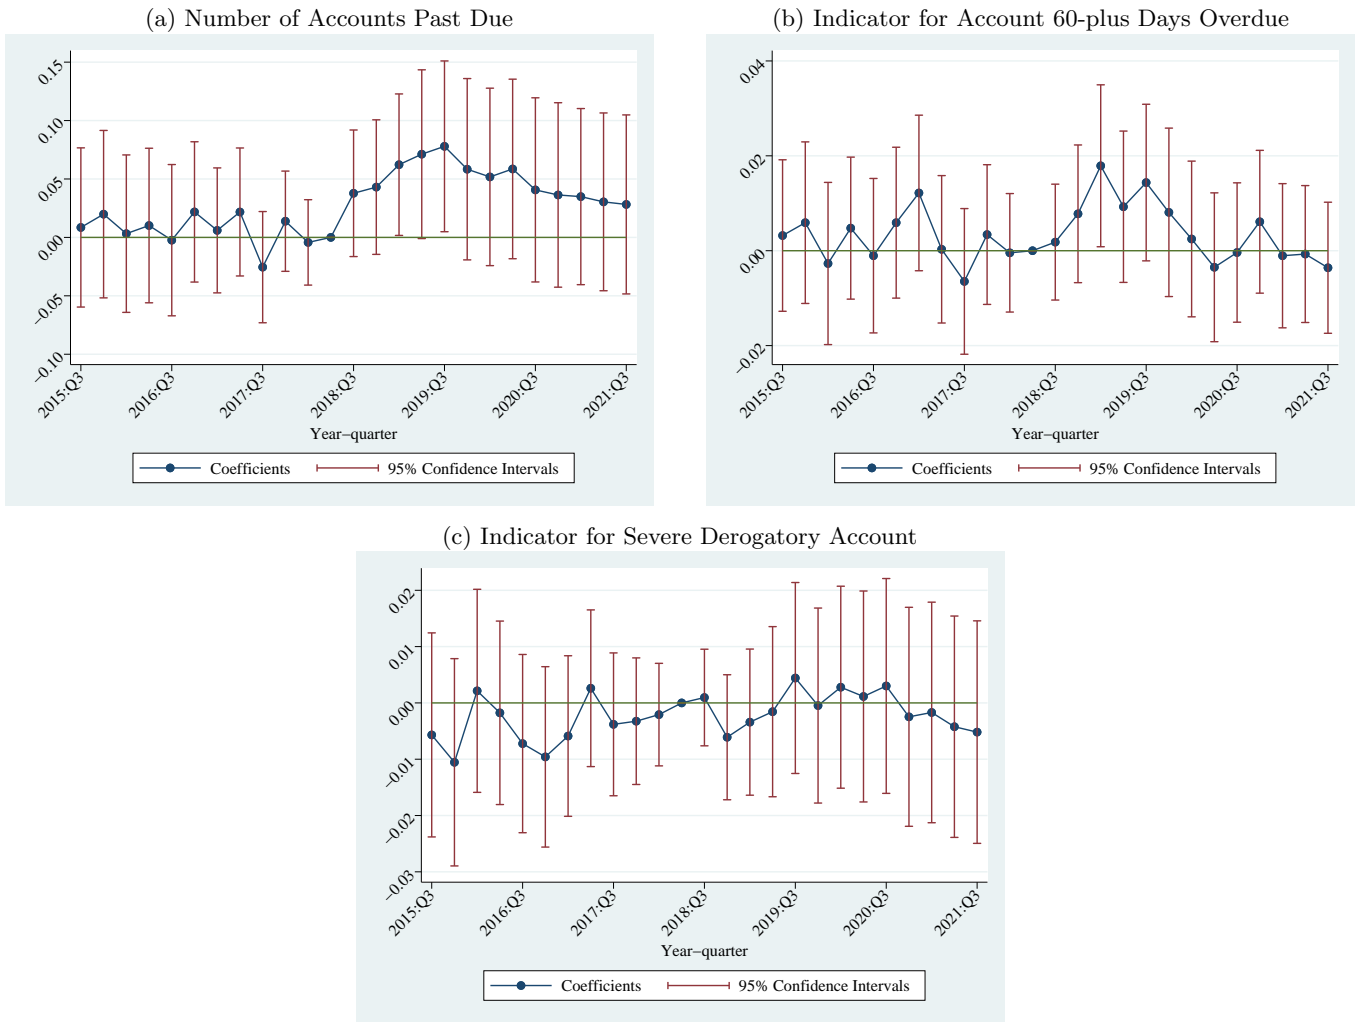 (a) Number of Accounts Past Due
0.15
0.10
0.05
0.00
−0.05
−0.10
2015:Q3
2016:Q3
2017:Q3
2018:Q3
2019:Q3
2020:Q3
2021:Q3
Year−quarter
Coefficients
95% Confidence Intervals
(b) Indicator for Account 60-plus Days Overdue
0.04
0.02
0.00
−0.02
2015:Q3
2016:Q3
2017:Q3
2018:Q3
2019:Q3
2020:Q3
2021:Q3
Year−quarter
Coefficients
95% Confidence Intervals
(c) Indicator for Severe Derogatory Account
0.02
0.01
0.00
−0.01
−0.02
−0.03
2015:Q3
2016:Q3
2017:Q3
2018:Q3
2019:Q3
2020:Q3
2021:Q3
Year−quarter
Coefficients
95% Confidence Intervals